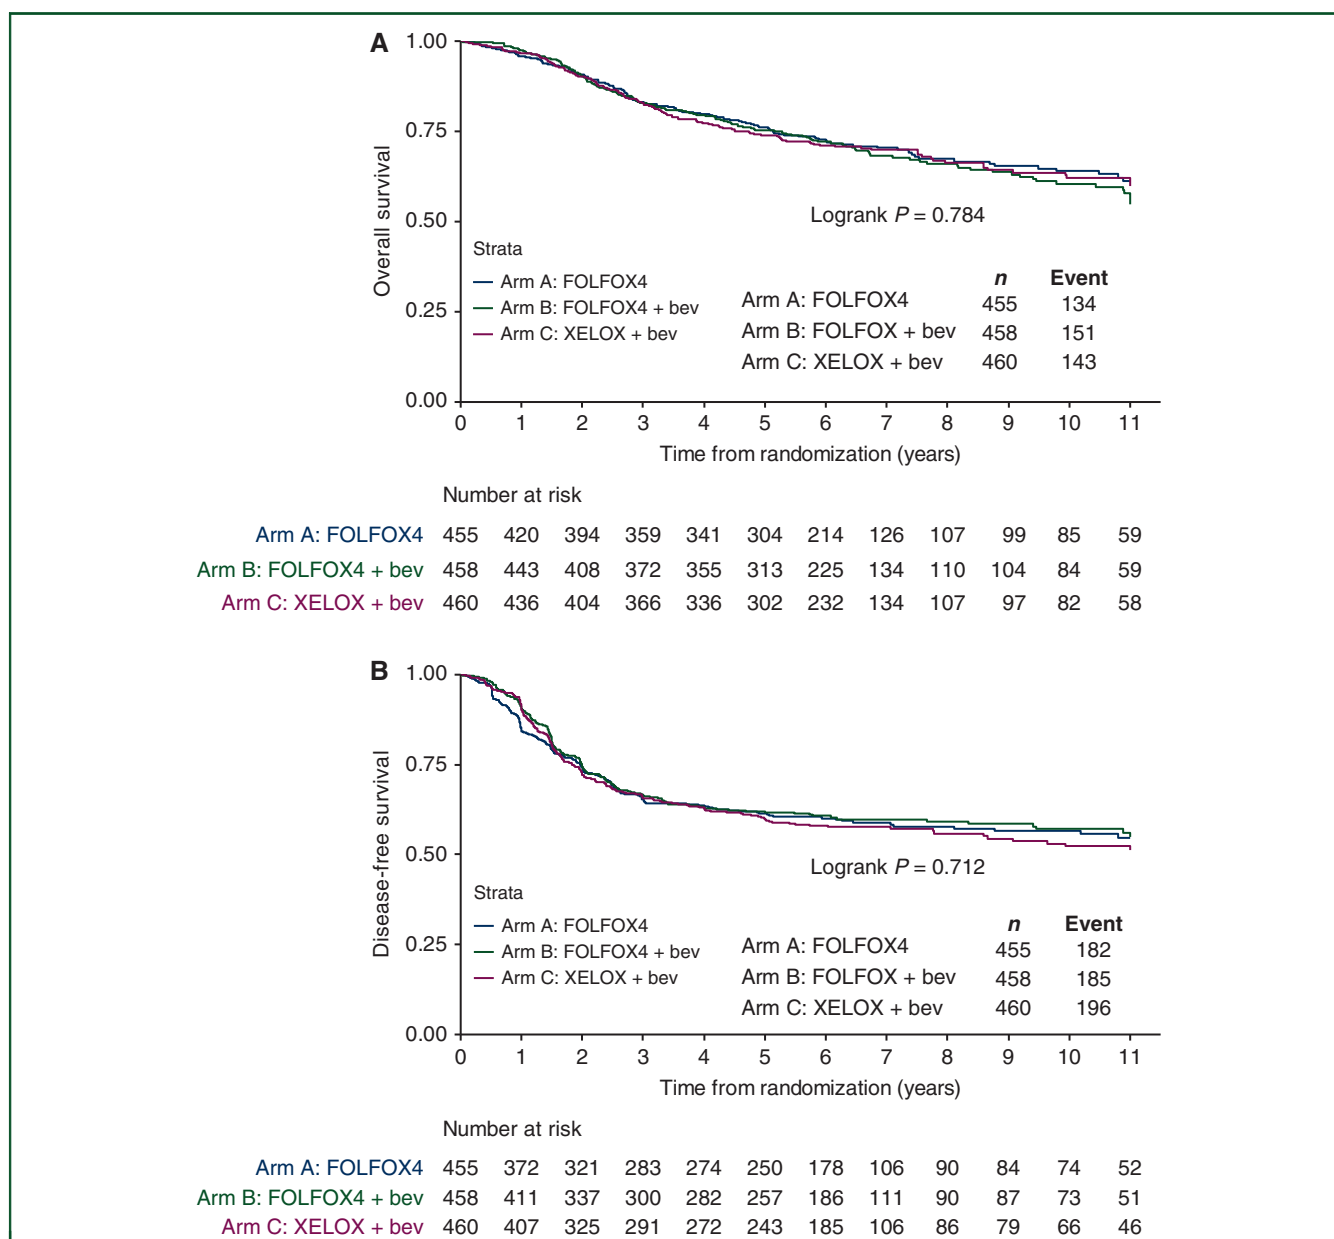 A
1.00
0.75
0.50
0.25
0.00
Overall survival
Logrank P = 0.784
Strata
Arm A: FOLFOX4
Arm B: FOLFOX4 + bev
Arm C: XELOX + bev
n Event
Arm A: FOLFOX4 455 134
Arm B: FOLFOX + bev 458 151
Arm C: XELOX + bev 460 143
0 1 2 3 4 5 6 7 8 9 10 11
Time from randomization (years)
Number at risk
Arm A: FOLFOX4 455 420 394 359 341 304 214 126 107 99 85 59
Arm B: FOLFOX4 + bev 458 443 408 372 355 313 225 134 110 104 84 59
Arm C: XELOX + bev 460 436 404 366 336 302 232 134 107 97 82 58
B
1.00
0.75
0.50
0.25
0.00
Disease-free survival
Logrank P = 0.712
Strata
Arm A: FOLFOX4
Arm B: FOLFOX4 + bev
Arm C: XELOX + bev
n Event
Arm A: FOLFOX4 455 182
Arm B: FOLFOX + bev 458 185
Arm C: XELOX + bev 460 196
0 1 2 3 4 5 6 7 8 9 10 11
Time from randomization (years)
Number at risk
Arm A: FOLFOX4 455 372 321 283 274 250 178 106 90 84 74 52
Arm B: FOLFOX4 + bev 458 411 337 300 282 257 186 111 90 87 73 51
Arm C: XELOX + bev 460 407 325 291 272 243 185 106 86 79 66 46